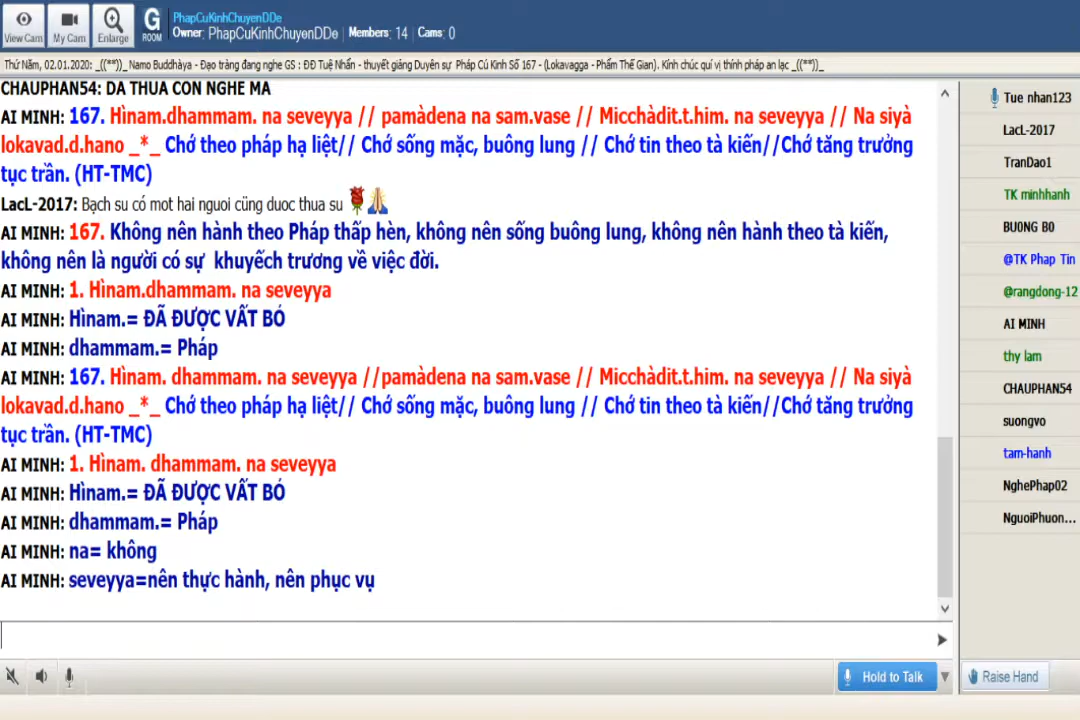 View Cam
My Cam
Enlarge
G
ROOM
PhapCuKinhChuyenDDe
Owner: PhapCuKinhChuyenDDe | Members: 14 | Cams: 0
Thứ Năm, 02.01.2020: _((**))_ Namo Buddhàya - Đạo tràng đang nghe GS : ĐĐ Tuệ Nhẩn - thuyết giảng Duyên sự Pháp Cú Kinh Số 167 - (Lokavagga - Phẩm Thế Gian). Kính chúc quí vị thính pháp an lạc _((**))_
CHAUPHAN54: DA THUA CON NGHE MA
AI MINH: 167. Hìnam.dhammam. na seveyya // pamàdena na sam.vase // Micchàdit.t.him. na seveyya // Na siyà
lokavad.d.hano _*_ Chớ theo pháp hạ liệt// Chớ sống mặc, buông lung // Chớ tin theo tà kiến//Chớ tăng trưởng
tục trần. (HT-TMC)
LacL-2017: Bạch su có mot hai nguoi cũng duoc thua su
AI MINH: 167. Không nên hành theo Pháp thấp hèn, không nên sống buông lung, không nên hành theo tà kiến,
không nên là người có sự khuyếch trương về việc đời.
AI MINH: 1. Hìnam.dhammam. na seveyya
AI MINH: Hìnam.= ĐÃ ĐƯỢC VẤT BỎ
AI MINH: dhammam.= Pháp
AI MINH: 167. Hìnam. dhammam. na seveyya //pamàdena na sam.vase // Micchàdit.t.him. na seveyya // Na siyà
lokavad.d.hano _*_ Chớ theo pháp hạ liệt// Chớ sống mặc, buông lung // Chớ tin theo tà kiến//Chớ tăng trưởng
tục trần. (HT-TMC)
AI MINH: 1. Hìnam. dhammam. na seveyya
AI MINH: Hìnam.= ĐÃ ĐƯỢC VẤT BỎ
AI MINH: dhammam.= Pháp
AI MINH: na= không
AI MINH: seveyya=nên thực hành, nên phục vụ
Tue nhan123
LacL-2017
TranDao1
TK minhhanh
BUONG BO
@TK Phap Tin
@rangdong-12
AI MINH
thy lam
CHAUPHAN54
suongvo
tam-hanh
NghePhap02
NguoiPhuon...
Hold to Talk
Raise Hand